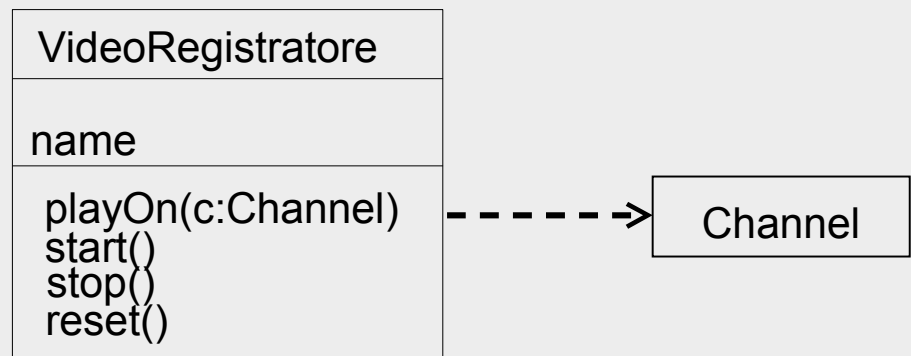 VideoRegistratore
name
playOn(c:Channel)
start()
stop()
reset()
Channel